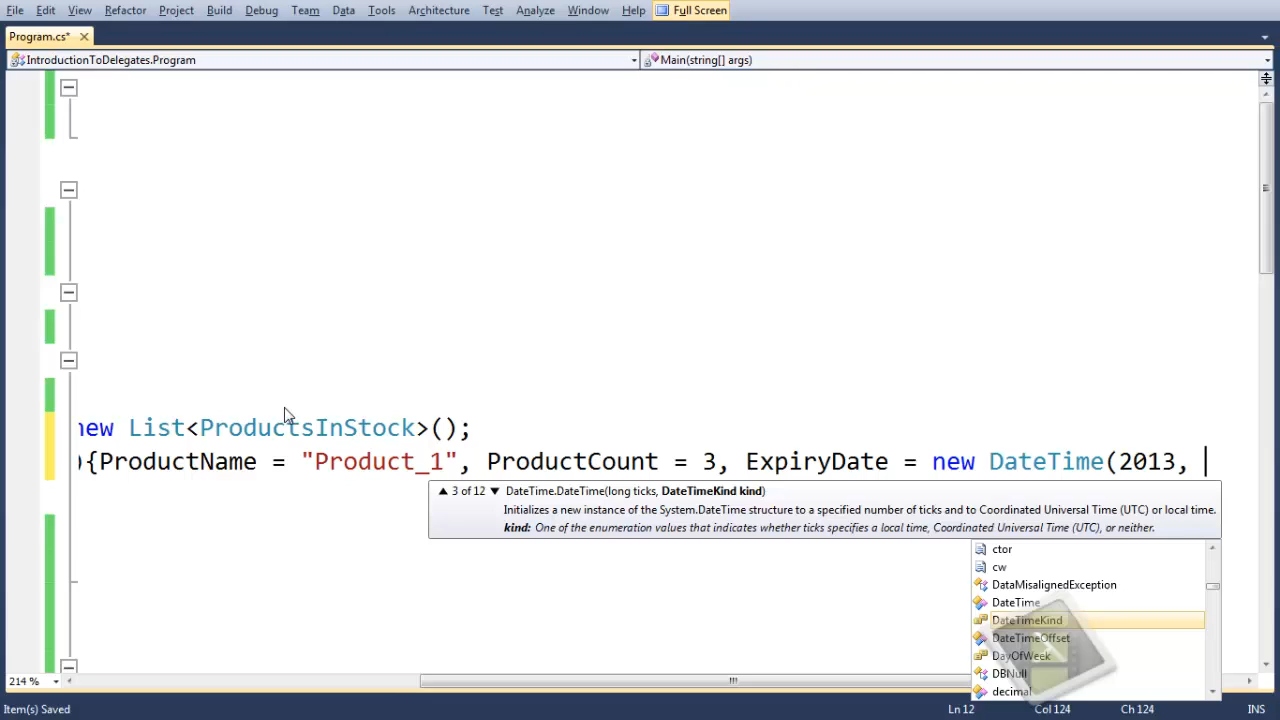 File Edit View Refactor Project Build Debug Team Data Tools Architecture Test Analyze Window Help Full Screen
Program.cs*
IntroductionToDelegates.Program Main(string[] args)
new List<ProductsInStock>();
){ProductName = "Product_1", ProductCount = 3, ExpiryDate = new DateTime(2013,
3 of 12 DateTime.DateTime(long ticks, DateTimeKind kind)
Initializes a new instance of the System.DateTime structure to a specified number of ticks and to Coordinated Universal Time (UTC) or local time.
kind: One of the enumeration values that indicates whether ticks specifies a local time, Coordinated Universal Time (UTC), or neither.
ctor
cw
DataMisalignedException
DateTime
DateTimeKind
DateTimeOffset
DayOfWeek
DBNull
decimal
214 %
Item(s) Saved Ln 12 Col 124 Ch 124 INS